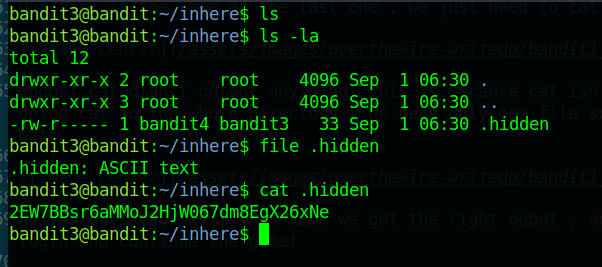 bandit3@bandit:~/inhere$ ls
bandit3@bandit:~/inhere$ ls -la
total 12
drwxr-xr-x 2 root    root    4096 Sep  1 06:30 .
drwxr-xr-x 3 root    root    4096 Sep  1 06:30 ..
-rw-r----- 1 bandit4 bandit3   33 Sep  1 06:30 .hidden
bandit3@bandit:~/inhere$ file .hidden
.hidden: ASCII text
bandit3@bandit:~/inhere$ cat .hidden
2EW7BBsr6aMMoJ2HjW067dm8EgX26xNe
bandit3@bandit:~/inhere$